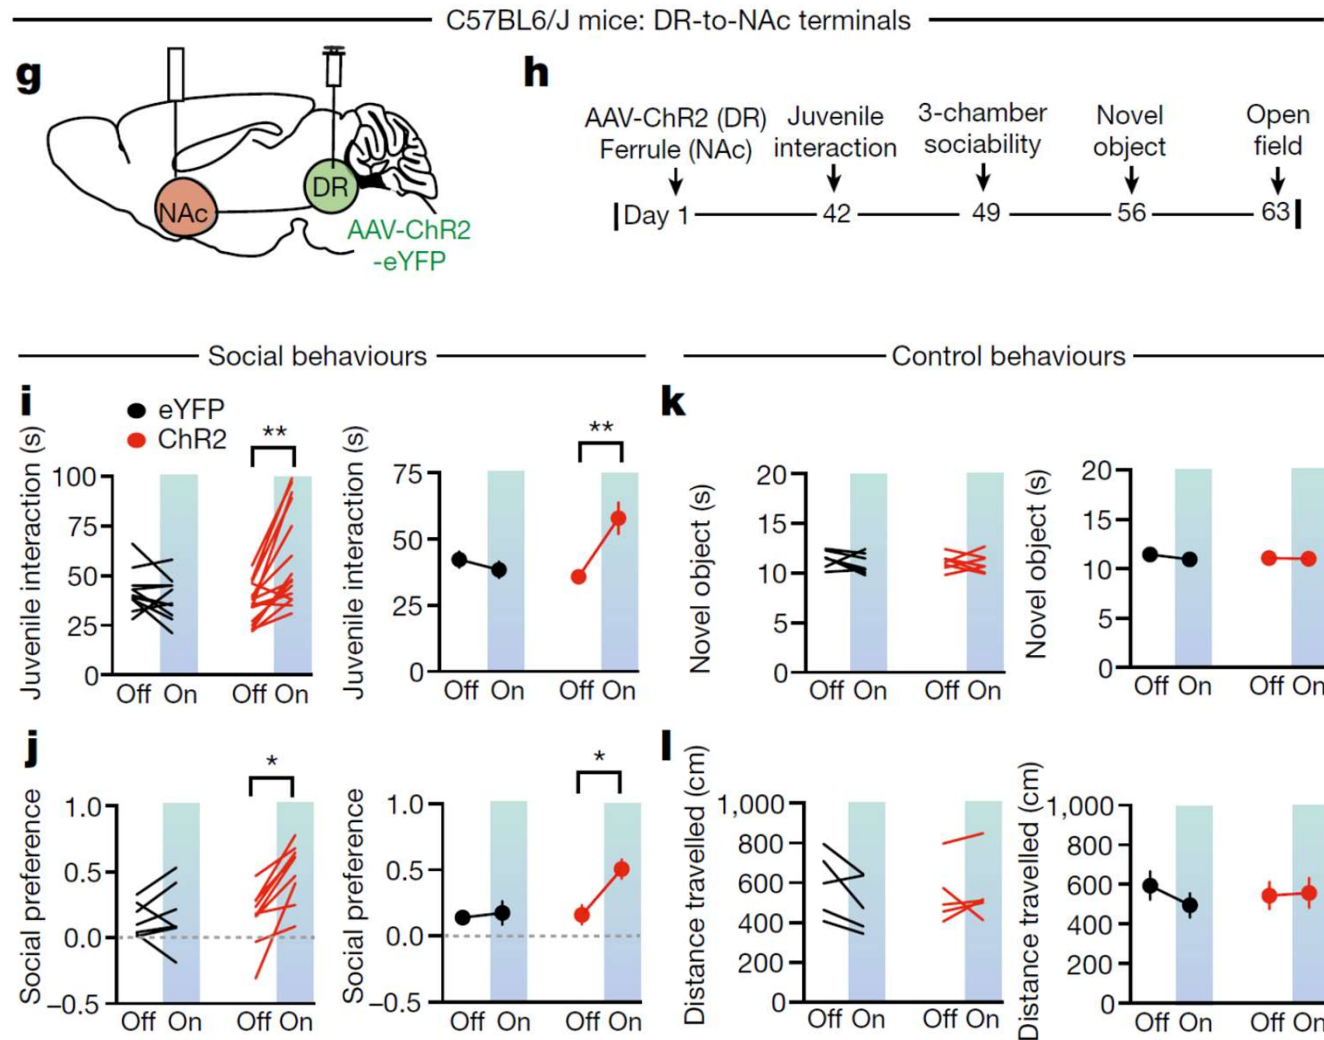 C57BL6/J mice: DR-to-NAc terminals
g
NAc
DR
AAV-ChR2
-eYFP
h
AAV-ChR2 (DR)
Ferrule (NAc)
Juvenile
interaction
3-chamber
sociability
Novel
object
Open
field
Day 1
42
49
56
63
Social behaviours
Control behaviours
i
eYFP
ChR2
Juvenile interaction (s)
100
75
50
25
0
**
Off On
Off On
Juvenile interaction (s)
75
50
25
0
**
Off On
Off On
k
Novel object (s)
20
15
10
5
0
Off On
Off On
Novel object (s)
20
15
10
5
0
Off On
Off On
j
Social preference
1.0
0.5
0.0
−0.5
*
Off On
Off On
Social preference
1.0
0.5
0.0
−0.5
*
Off On
Off On
l
Distance travelled (cm)
1,000
800
600
400
200
0
Off On
Off On
Distance travelled (cm)
1,000
800
600
400
200
0
Off On
Off On